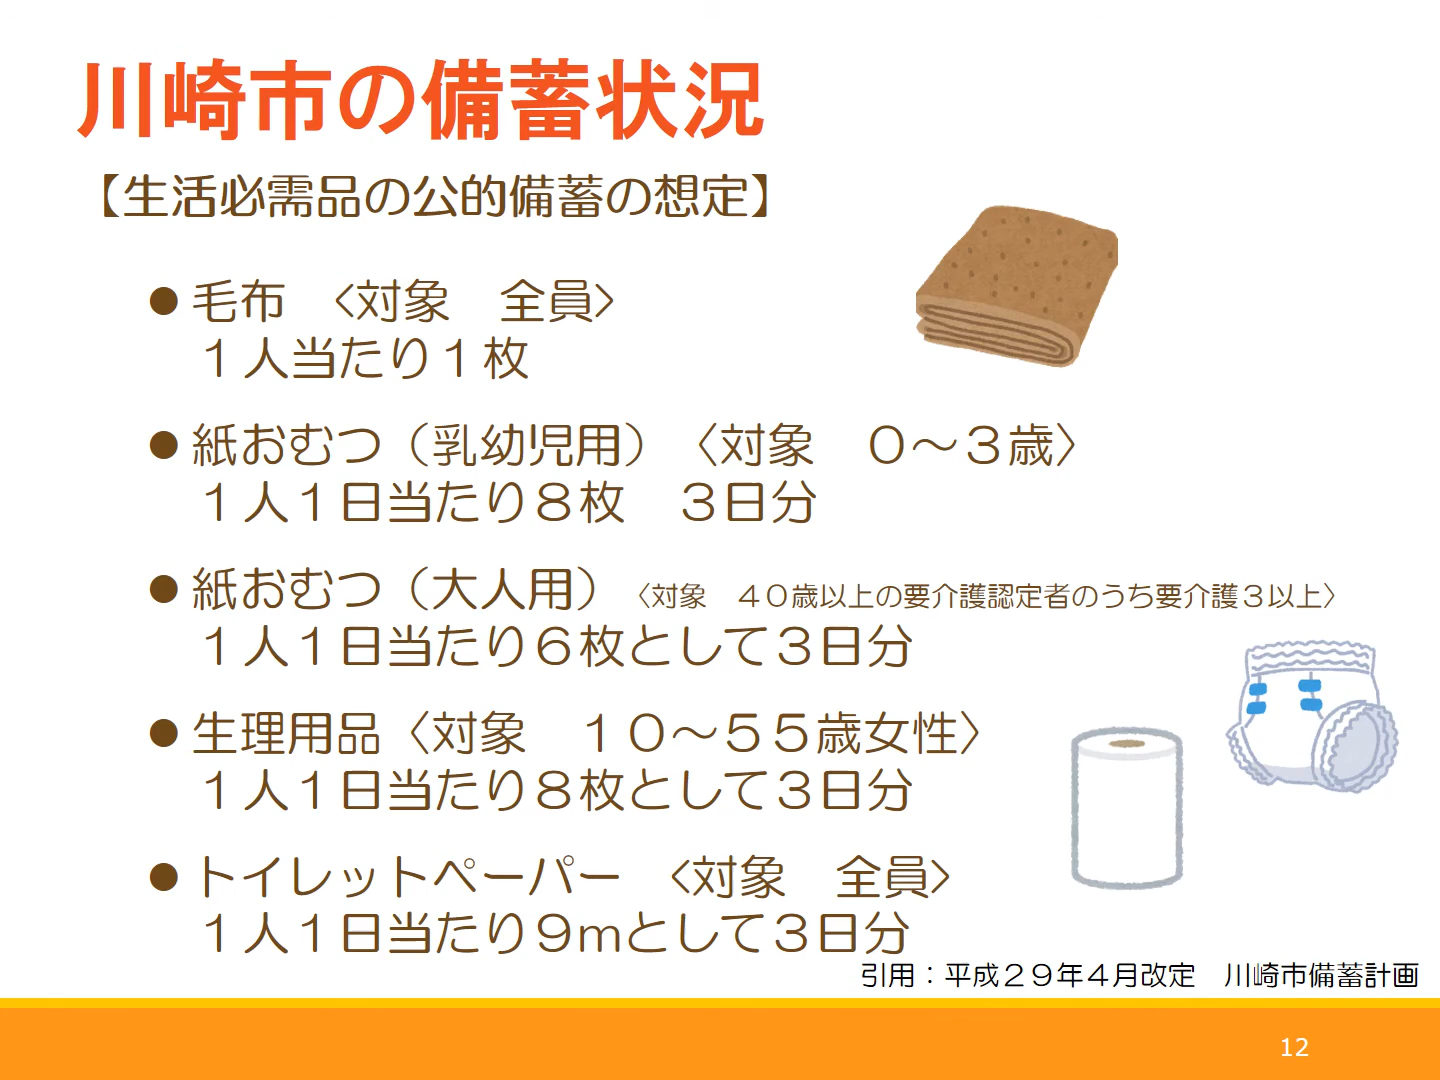 川崎市の備蓄状況
【生活必需品の公的備蓄の想定】
●毛布　<対象　全員>
１人当たり１枚
●紙おむつ（乳幼児用）〈対象　０～３歳〉
１人１日当たり８枚　３日分
●紙おむつ（大人用）〈対象　４０歳以上の要介護認定者のうち要介護３以上〉
１人１日当たり６枚として３日分
●生理用品〈対象　１０～５５歳女性〉
１人１日当たり８枚として３日分
●トイレットペーパー　<対象　全員>
１人１日当たり９ｍとして３日分
引用：平成２９年４月改定　川崎市備蓄計画
12